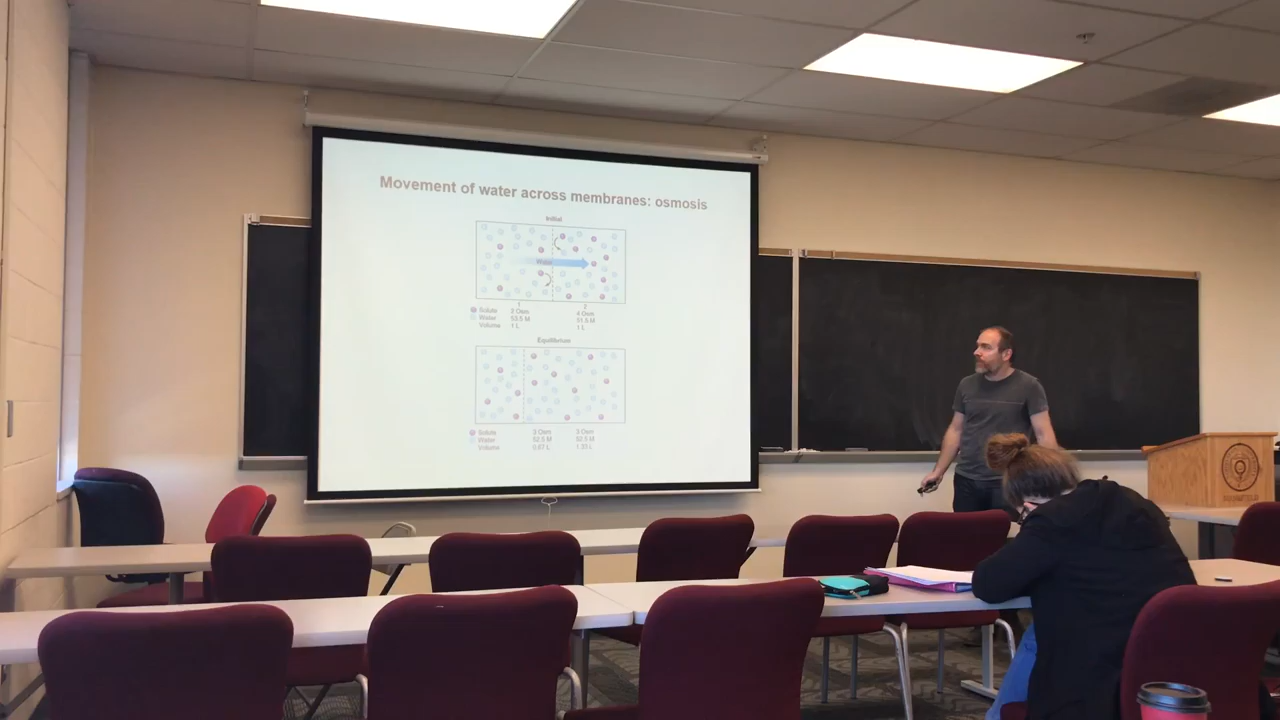 Movement of water across membranes: osmosis
Initial
Water
1 2
Solute 2 Osm 4 Osm
Water 53.5 M 51.5 M
Volume 1 L 1 L
Equilibrium
Solute 3 Osm 3 Osm
Water 52.5 M 52.5 M
Volume 0.67 L 1.33 L